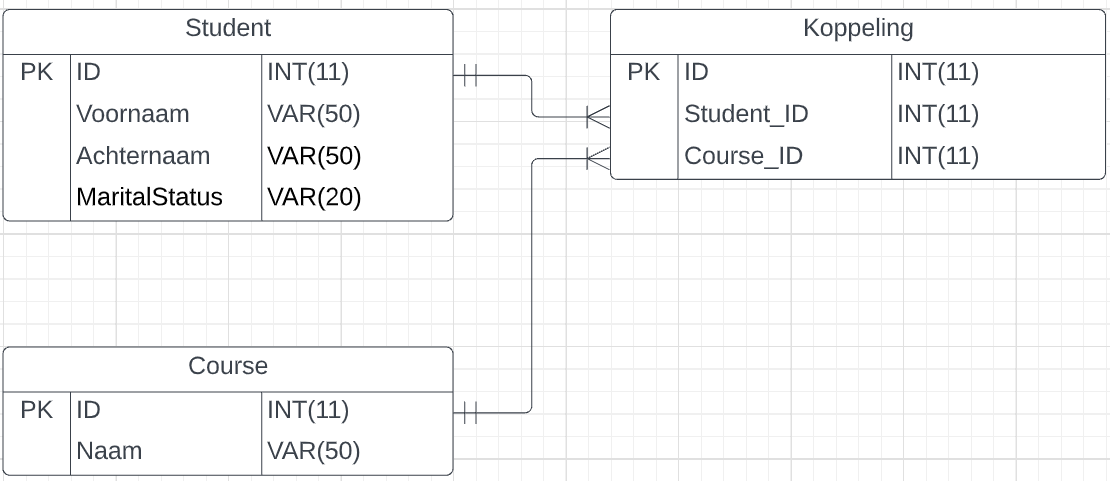 Student
PK ID INT(11)
Voornaam VAR(50)
Achternaam VAR(50)
MaritalStatus VAR(20)
Koppeling
PK ID INT(11)
Student_ID INT(11)
Course_ID INT(11)
Course
PK ID INT(11)
Naam VAR(50)